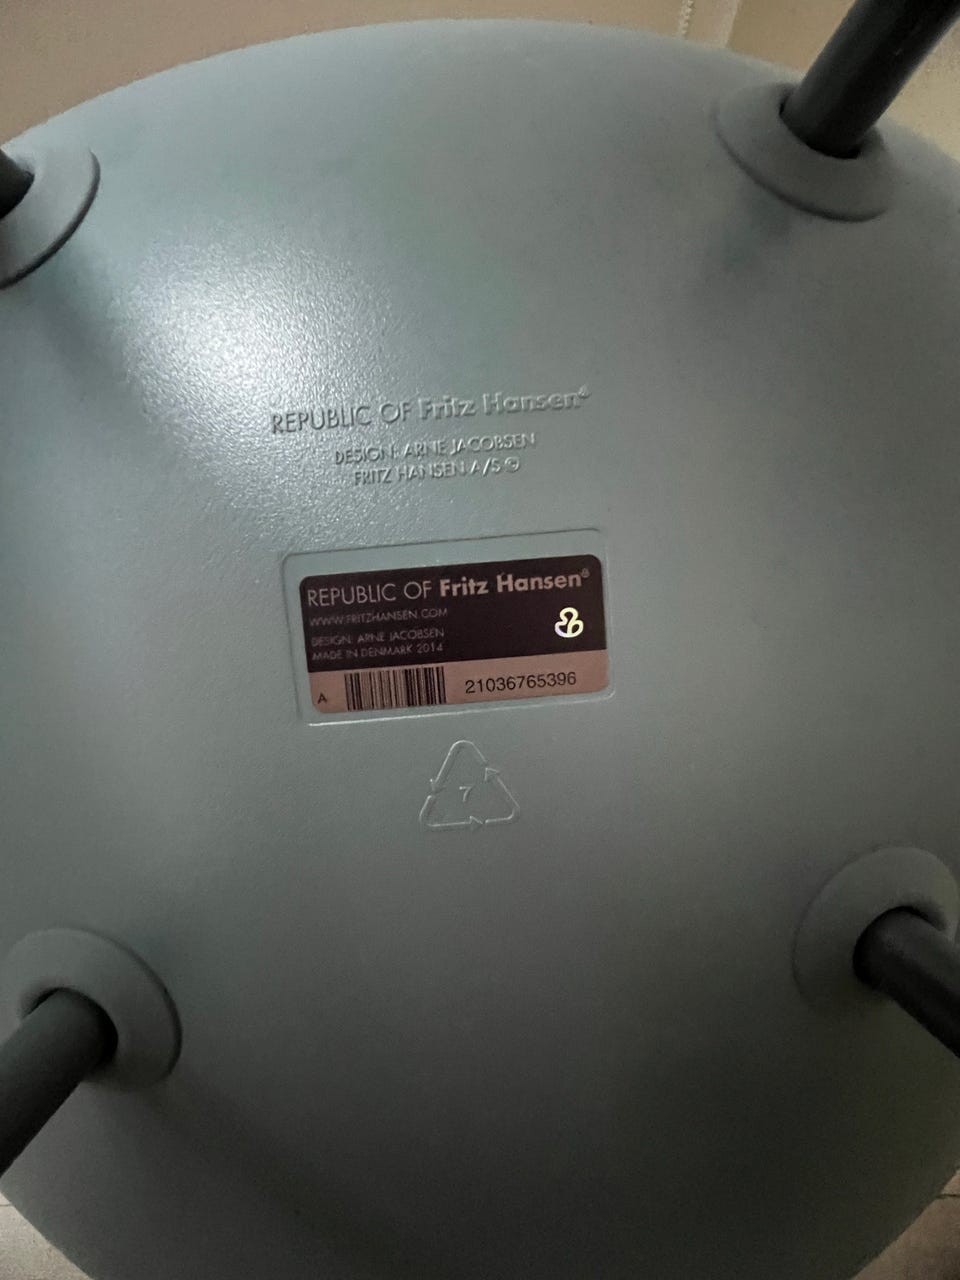 REPUBLIC OF Fritz Hansen®
DESIGN: ARNE JACOBSEN
FRITZ HANSEN A/S ©
REPUBLIC OF Fritz Hansen®
WWW.FRITZHANSEN.COM
DESIGN: ARNE JACOBSEN
MADE IN DENMARK 2014
A 21036765396
7